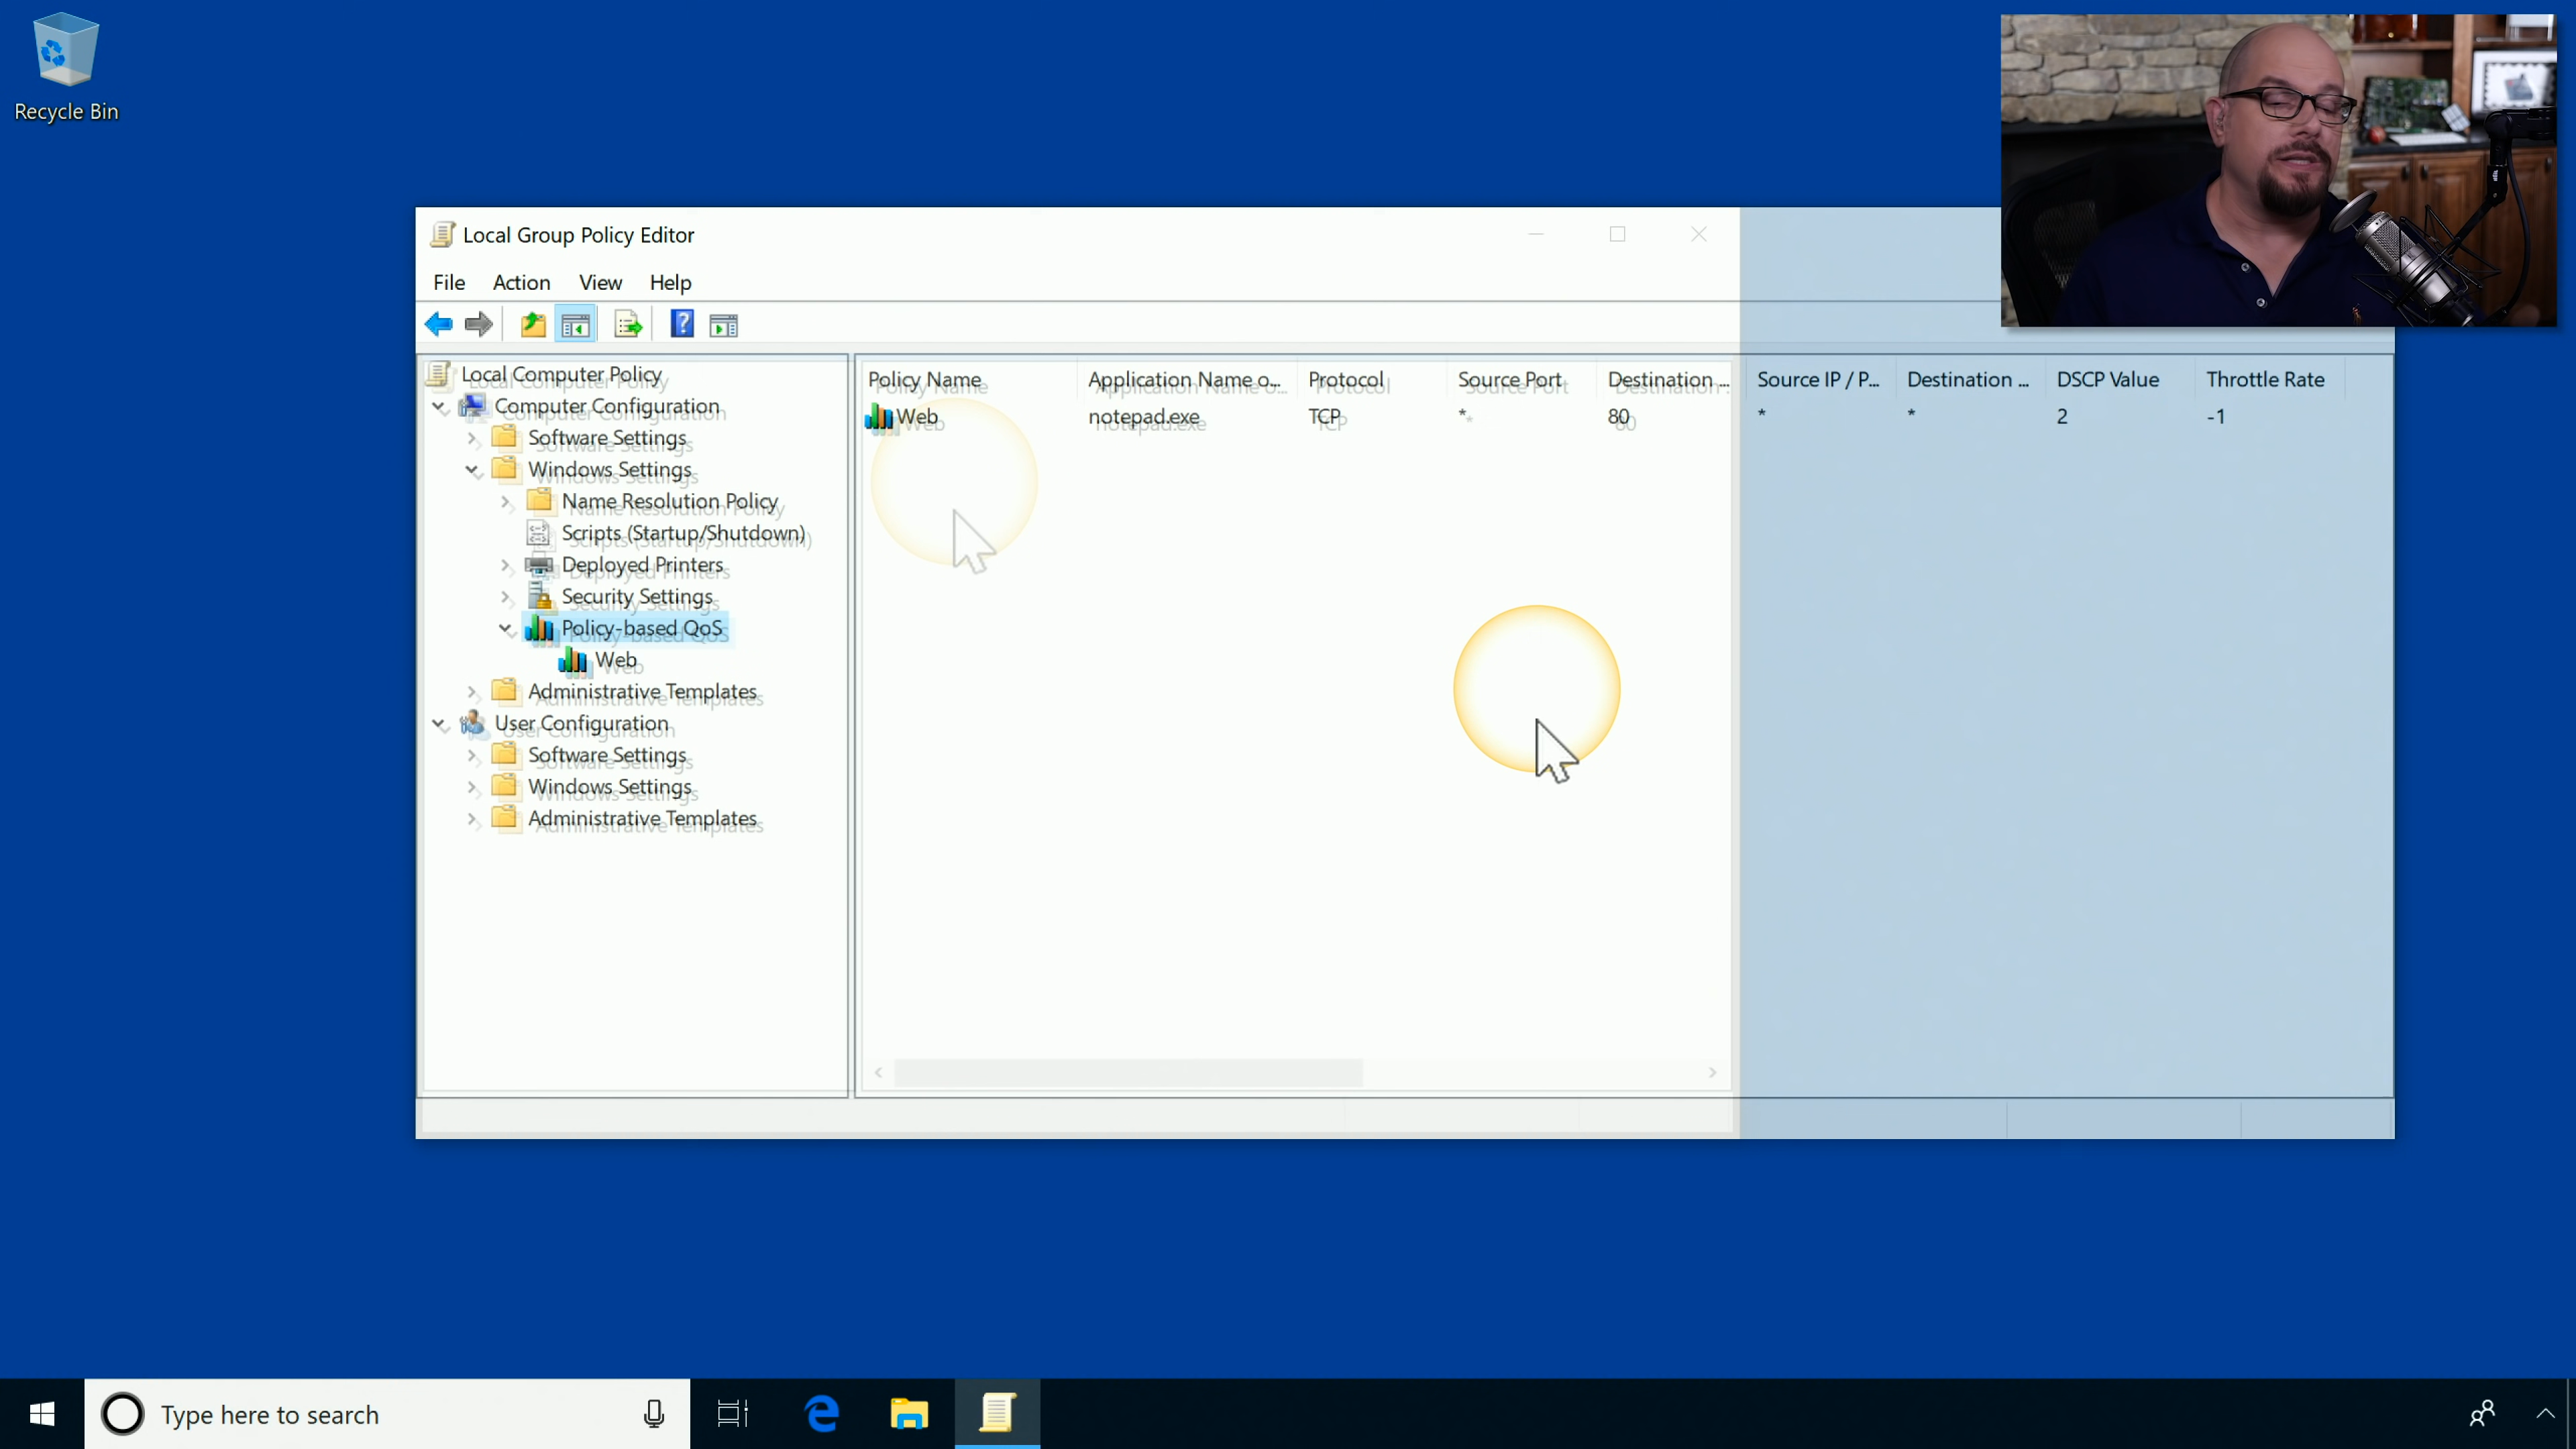 Recycle Bin
Local Group Policy Editor
File Action View Help
Local Computer Policy
Computer Configuration
Software Settings
Windows Settings
Name Resolution Policy
Scripts (Startup/Shutdown)
Deployed Printers
Security Settings
Policy-based QoS
Web
Administrative Templates
User Configuration
Software Settings
Windows Settings
Administrative Templates
Policy Name Application Name o... Protocol Source Port Destination ... Source IP / P... Destination ... DSCP Value Throttle Rate
Web notepad.exe TCP * 80 * * 2 -1
Type here to search